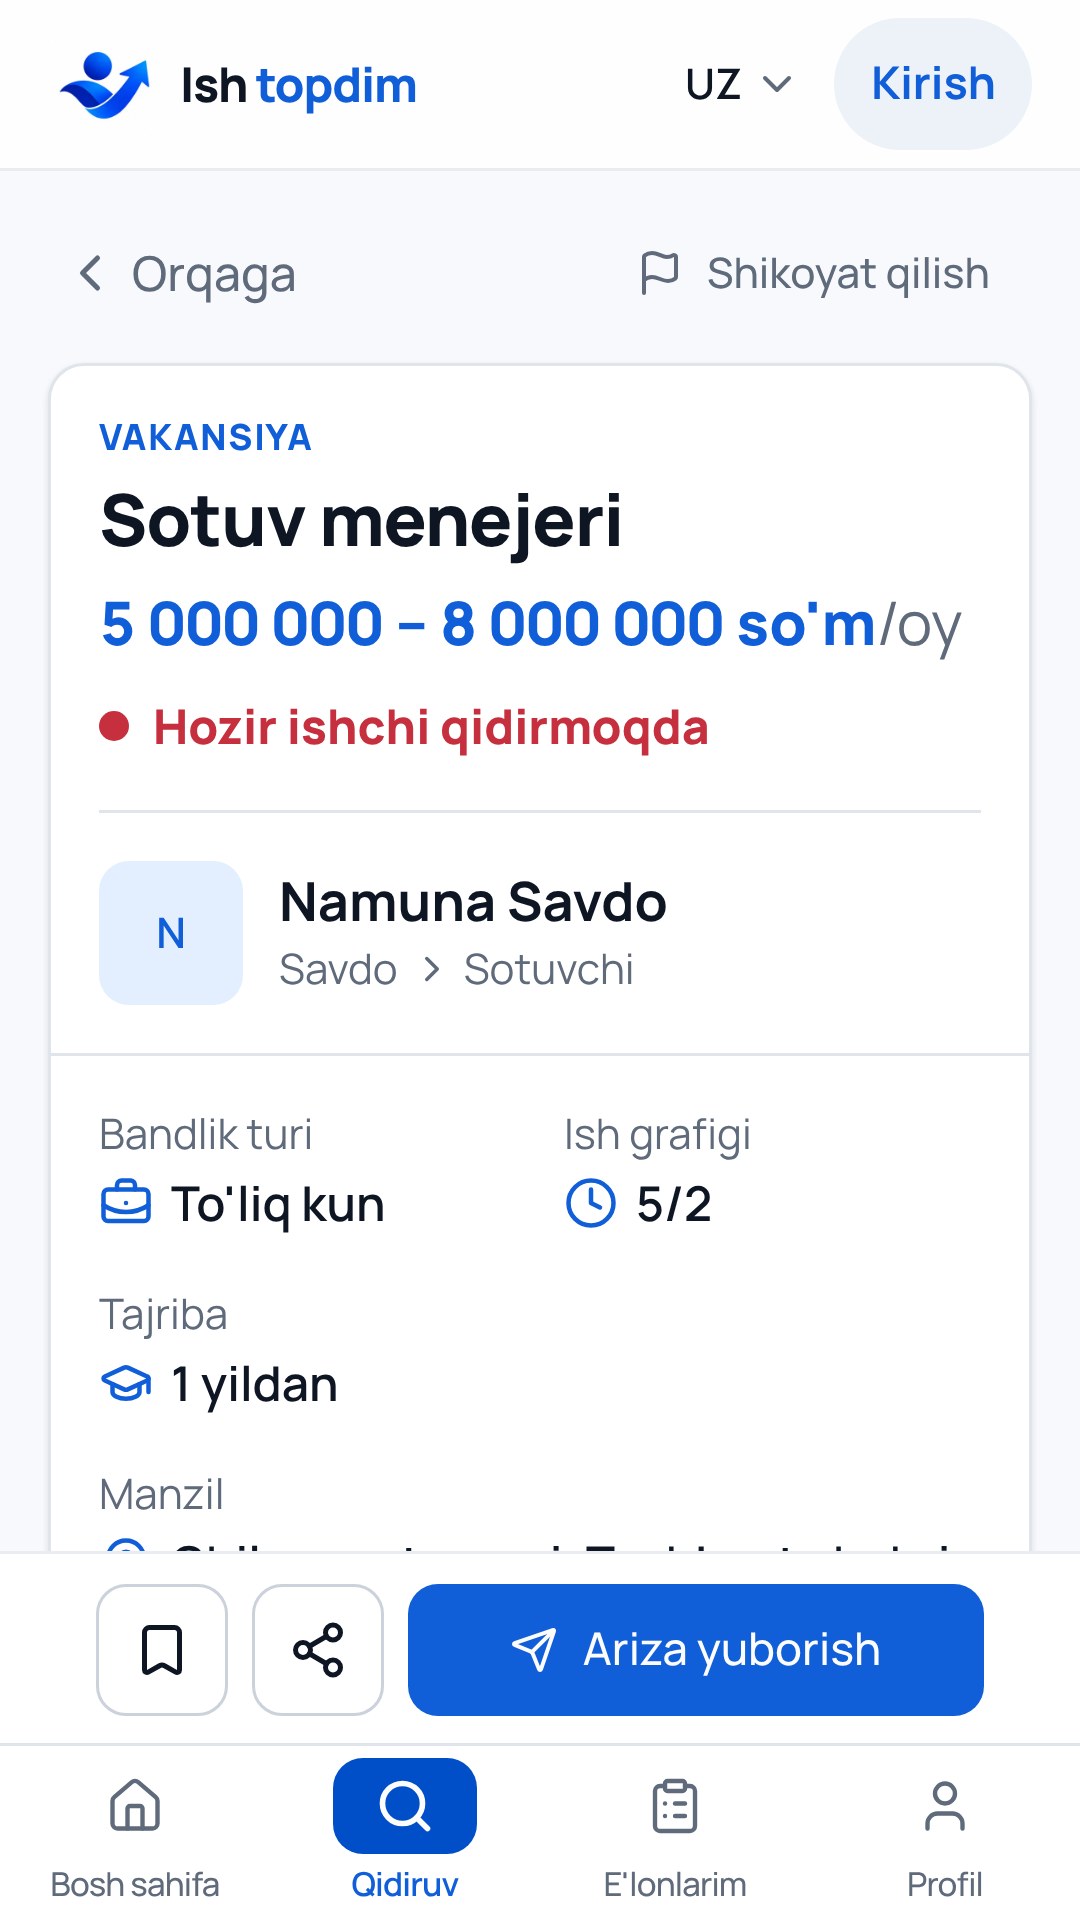 Ish topdim
UZ
Kirish
Orqaga
Shikoyat qilish
VAKANSIYA
Sotuv menejeri
5 000 000 – 8 000 000 so'm/oy
Hozir ishchi qidirmoqda
N
Namuna Savdo
Savdo > Sotuvchi
Bandlik turi
To'liq kun
Ish grafigi
5/2
Tajriba
1 yildan
Manzil
Ariza yuborish
Bosh sahifa
Qidiruv
E'lonlarim
Profil